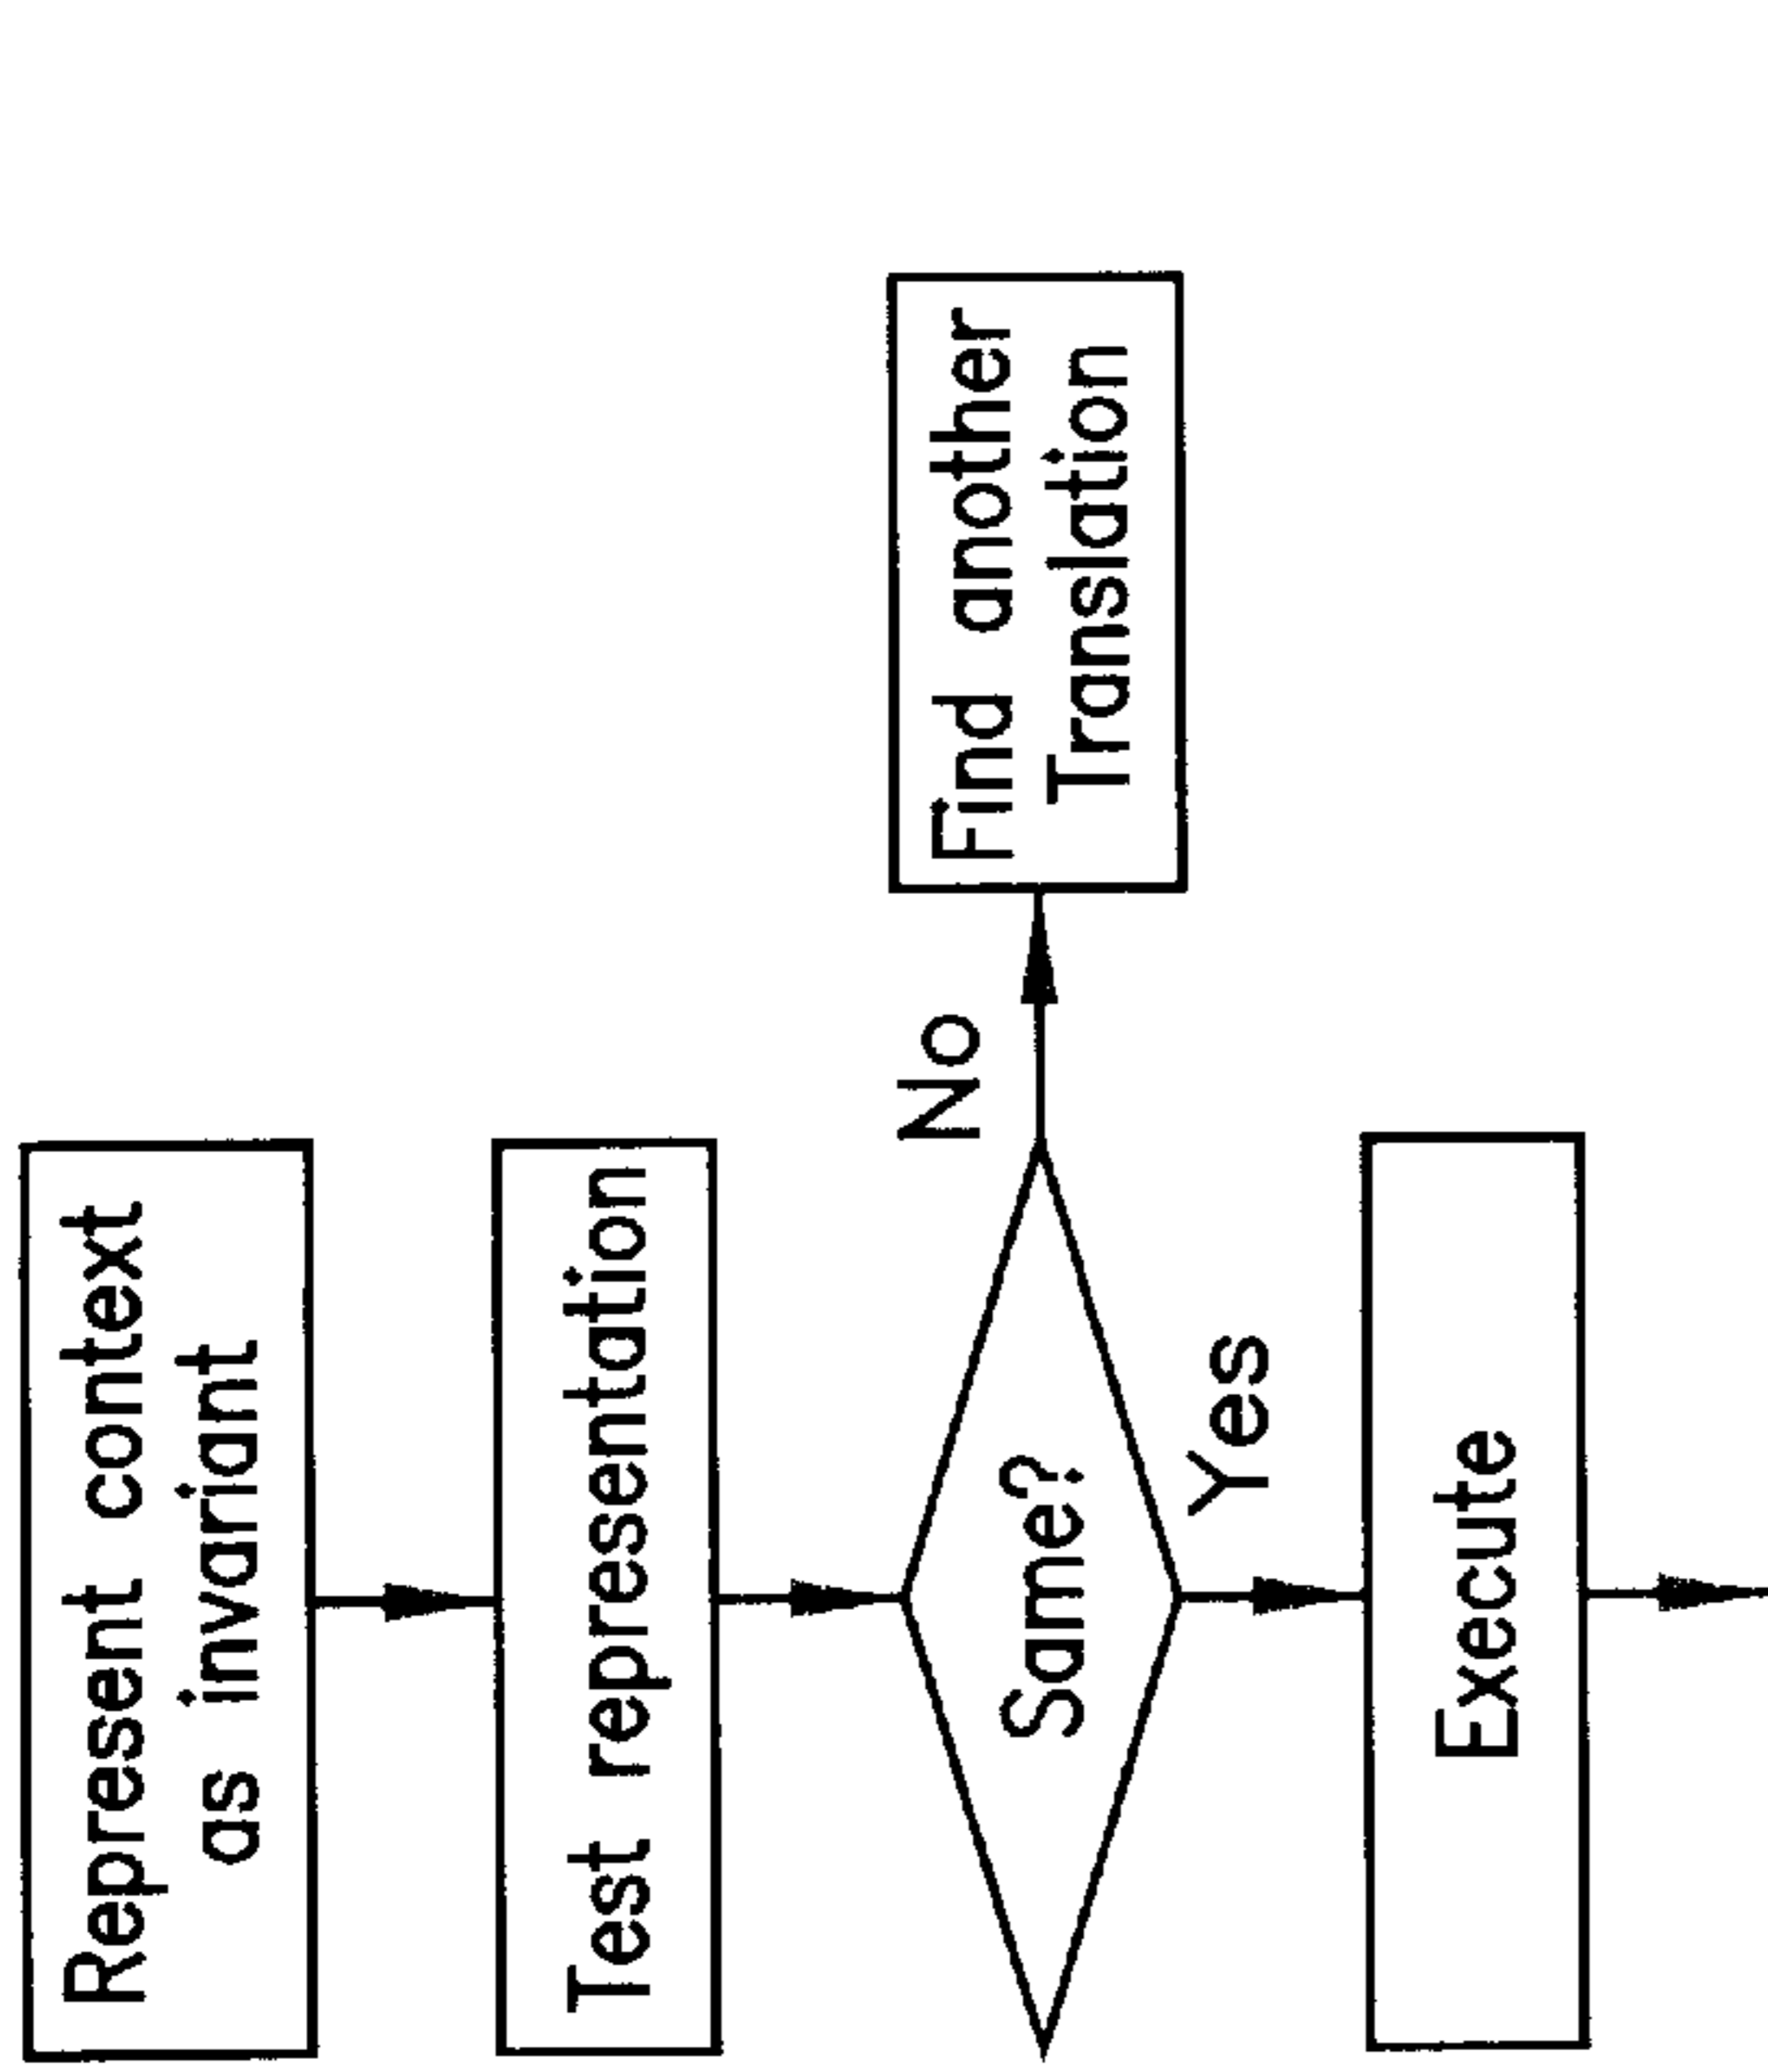 Represent context
as invariant
Test representation
Same?
No
Find another
Translation
Yes
Execute